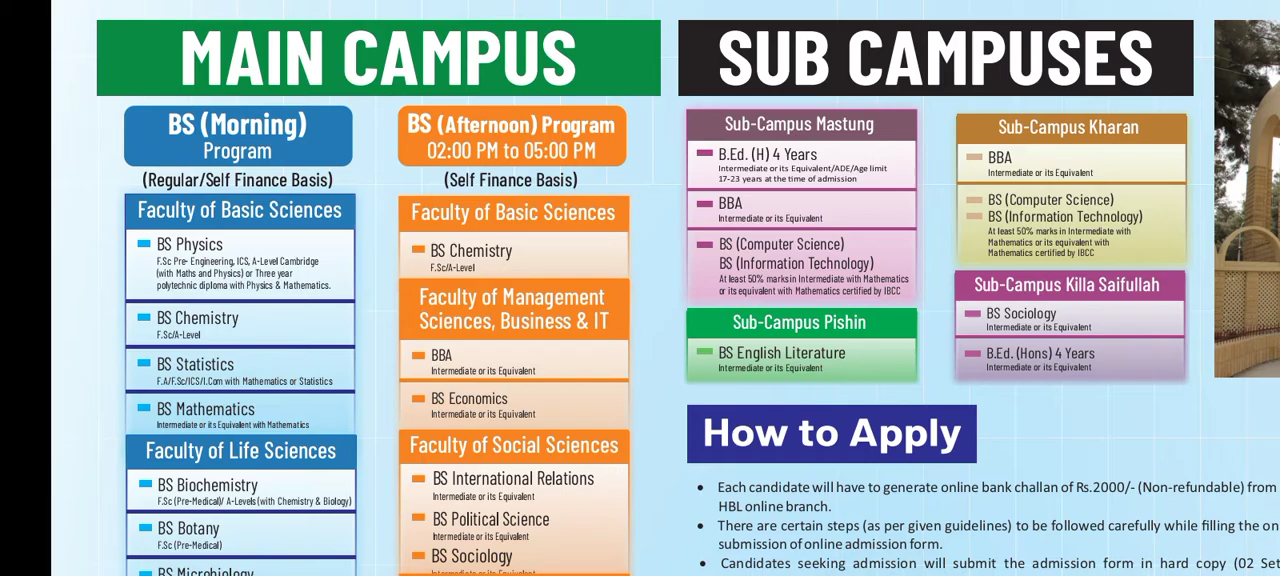 MAIN CAMPUS
BS (Morning)
Program
(Regular/Self Finance Basis)
Faculty of Basic Sciences
BS Physics
F.Sc Pre- Engineering, ICS, A-Level Cambridge
(with Maths and Physics) or Three year
polytechnic diploma with Physics & Mathematics.
BS Chemistry
F.Sc/A-Level
BS Statistics
F.A/F.Sc/ICS/I.Com with Mathematics or Statistics
BS Mathematics
Intermediate or its Equivalent with Mathematics
Faculty of Life Sciences
BS Biochemistry
F.Sc (Pre-Medical)/ A-Levels (with Chemistry & Biology)
BS Botany
F.Sc (Pre-Medical)
BS Microbiology
BS (Afternoon) Program
02:00 PM to 05:00 PM
(Self Finance Basis)
Faculty of Basic Sciences
BS Chemistry
F.Sc/A-Level
Faculty of Management
Sciences, Business & IT
BBA
Intermediate or its Equivalent
BS Economics
Intermediate or its Equivalent
Faculty of Social Sciences
BS International Relations
Intermediate or its Equivalent
BS Political Science
Intermediate or its Equivalent
BS Sociology
Intermediate or its Equivalent
SUB CAMPUSES
Sub-Campus Mastung
B.Ed. (H) 4 Years
Intermediate or its Equivalent/ADE/Age limit
17-23 years at the time of admission
BBA
Intermediate or its Equivalent
BS (Computer Science)
BS (Information Technology)
At least 50% marks in Intermediate with Mathematics
or its equivalent with Mathematics certified by IBCC
Sub-Campus Pishin
BS English Literature
Intermediate or its Equivalent
Sub-Campus Kharan
BBA
Intermediate or its Equivalent
BS (Computer Science)
BS (Information Technology)
At least 50% marks in Intermediate with
Mathematics or its equivalent with
Mathematics certified by IBCC
Sub-Campus Killa Saifullah
BS Sociology
Intermediate or its Equivalent
B.Ed. (Hons) 4 Years
Intermediate or its Equivalent
How to Apply
• Each candidate will have to generate online bank challan of Rs.2000/- (Non-refundable) from
HBL online branch.
• There are certain steps (as per given guidelines) to be followed carefully while filling the on
submission of online admission form.
• Candidates seeking admission will submit the admission form in hard copy (02 Set